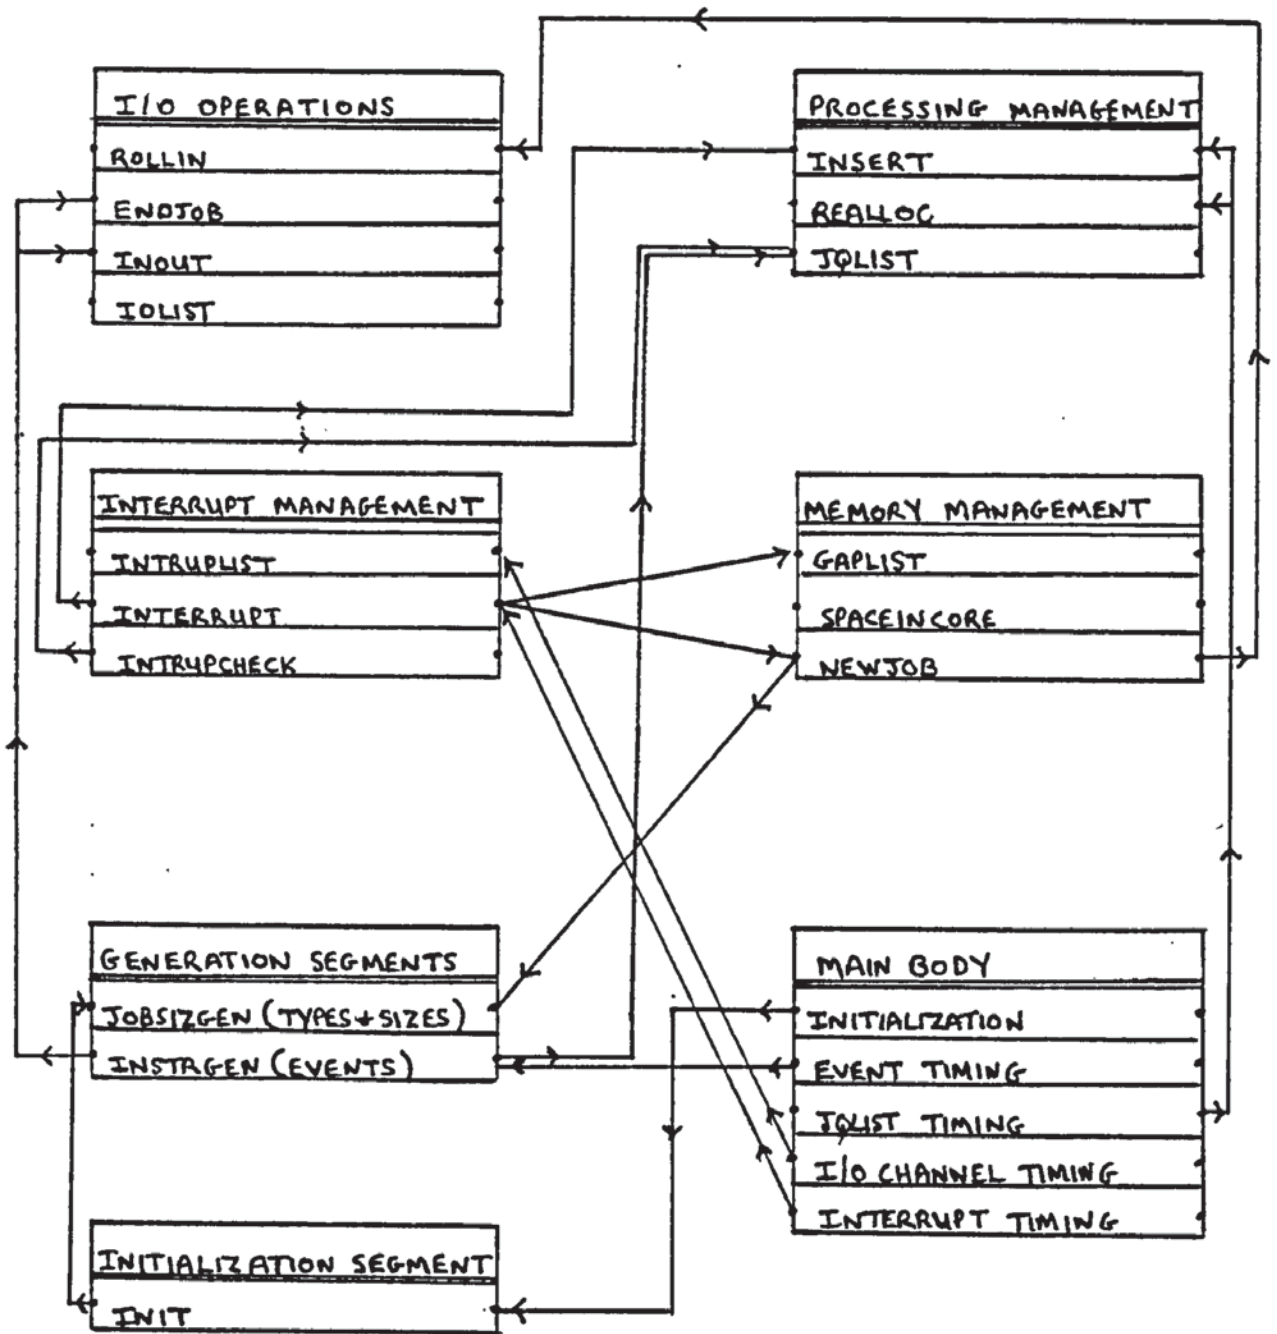 I/O OPERATIONS
ROLLIN
ENDJOB
INOUT
IOLIST
PROCESSING MANAGEMENT
INSERT
REALLOC
JQLIST
INTERRUPT MANAGEMENT
INTRUPLIST
INTERRUPT
INTRUPCHECK
MEMORY MANAGEMENT
GAPLIST
SPACEINCORE
NEWJOB
GENERATION SEGMENTS
JOBSIZGEN (TYPES+SIZES)
INSTRGEN (EVENTS)
MAIN BODY
INITIALIZATION
EVENT TIMING
JQLIST TIMING
I/O CHANNEL TIMING
INTERRUPT TIMING
INITIALIZATION SEGMENT
INIT